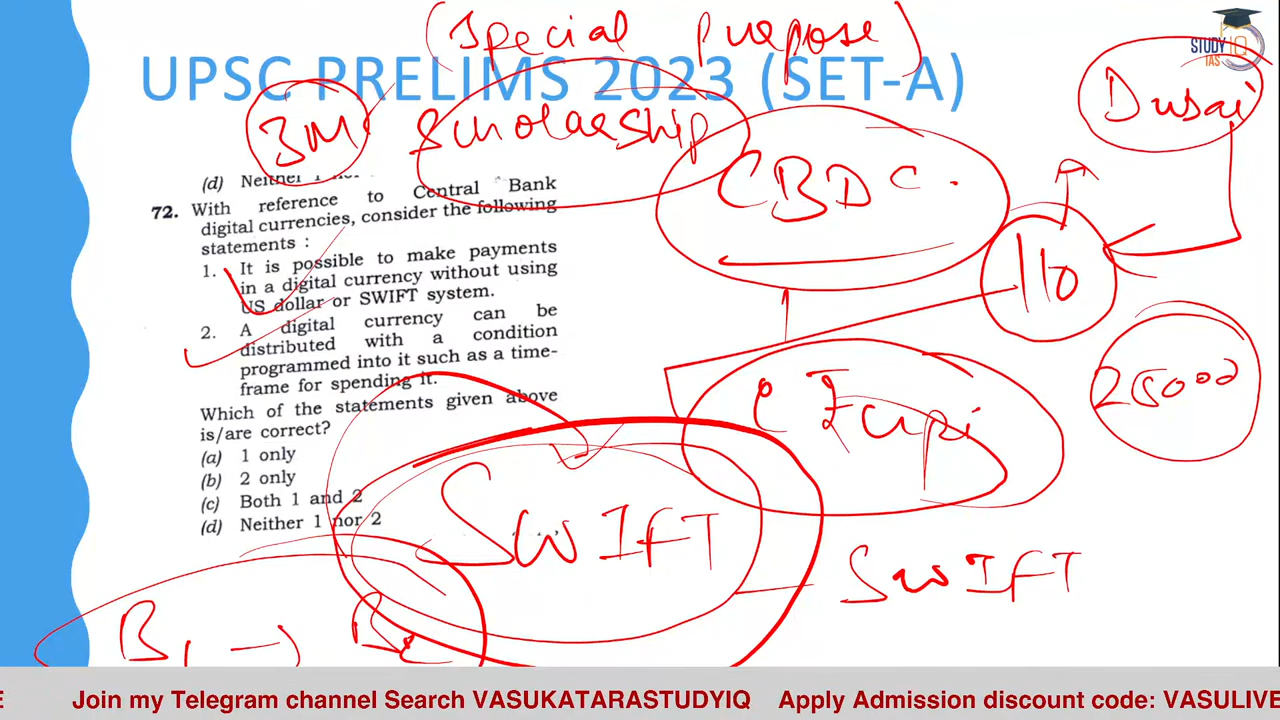 (Special purpose)
STUDY IQ
IAS
UPSC PRELIMS 2023 (SET-A)
Dubai
3M
Scholarship
CBDC.
(d) Neither 1 nor
72. With reference to Central Bank
digital currencies, consider the following
statements :
1. It is possible to make payments
in a digital currency without using
US dollar or SWIFT system.
2. A digital currency can be
distributed with a condition
programmed into it such as a time-
frame for spending it.
Which of the statements given above
is/are correct?
(a) 1 only
(b) 2 only
(c) Both 1 and 2
(d) Neither 1 nor 2
110
25000
SWIFT
SWIFT
B1 →
E
Join my Telegram channel Search VASUKATARASTUDYIQ
Apply Admission discount code: VASULIVE